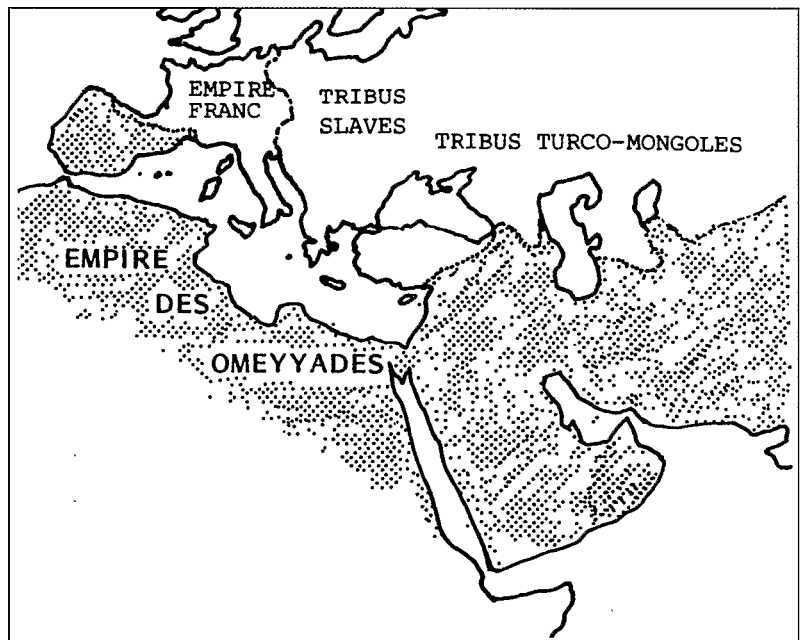 EMPIRE
FRANC
TRIBUS
SLAVES
TRIBUS TURCO-MONGOLES
EMPIRE
DES
OMEYYADES